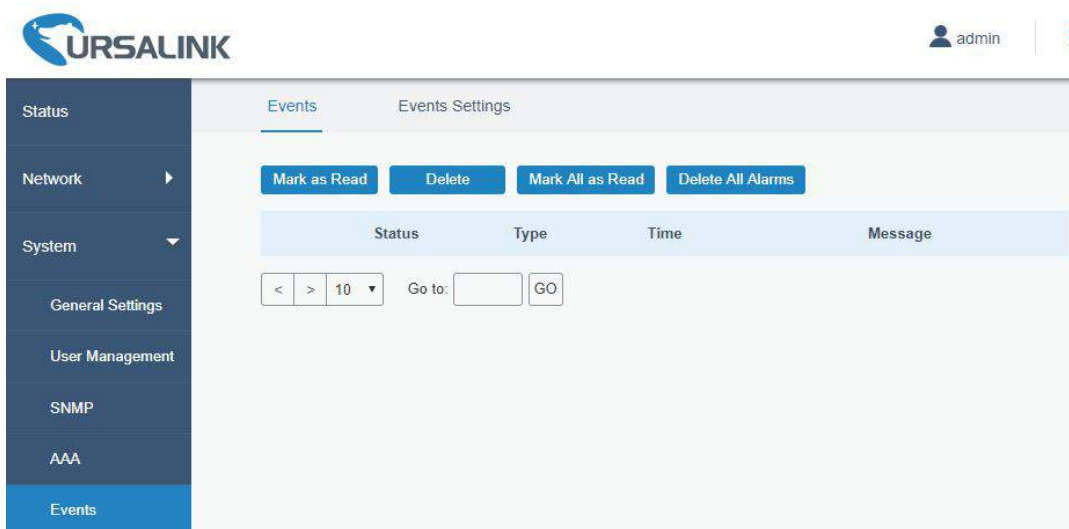 URSALINK
admin
Status
Events Events Settings
Network
Mark as Read Delete Mark All as Read Delete All Alarms
Status Type Time Message
System
< > 10 Go to: GO
General Settings
User Management
SNMP
AAA
Events